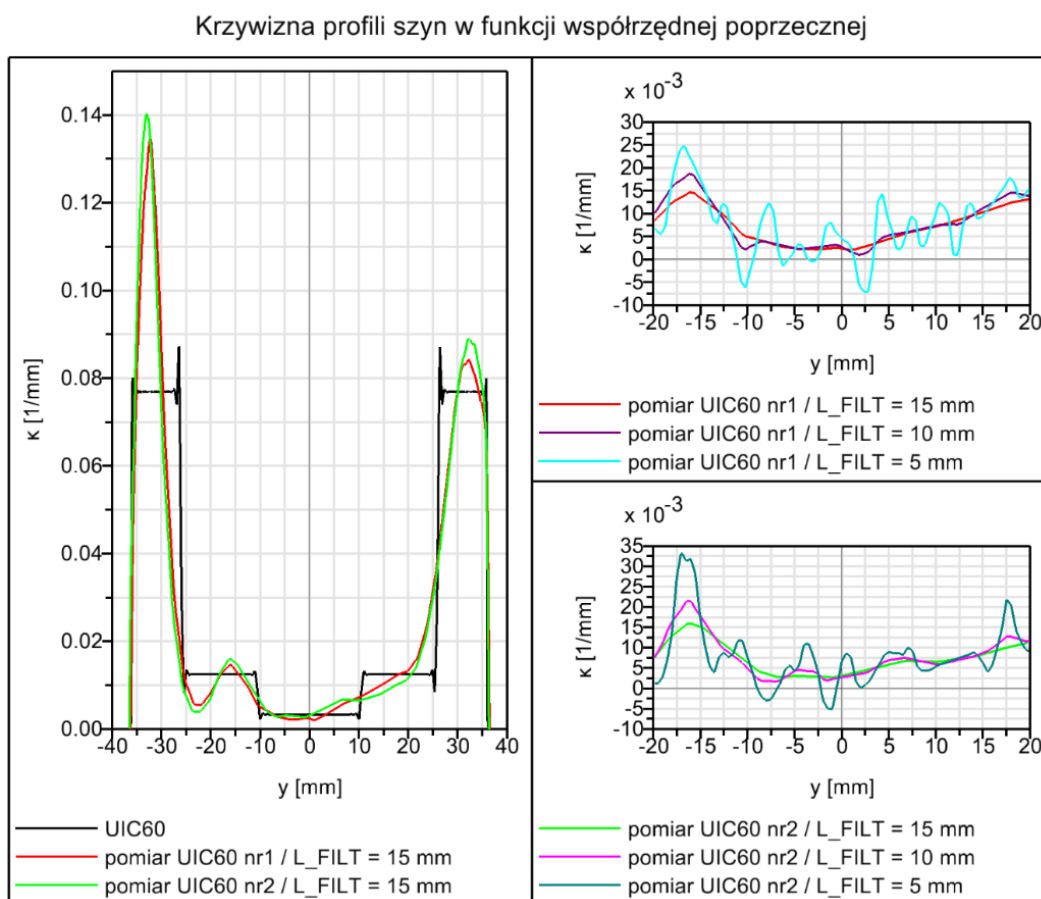 Krzywizna profili szyn w funkcji współrzędnej poprzecznej
κ [1/mm]
0.14
0.12
0.10
0.08
0.06
0.04
0.02
0.00
-40 -30 -20 -10 0 10 20 30 40
y [mm]
UIC60
pomiar UIC60 nr1 / L_FILT = 15 mm
pomiar UIC60 nr2 / L_FILT = 15 mm
x 10⁻³
κ [1/mm]
30
25
20
15
10
5
0
-5
-10
-20 -15 -10 -5 0 5 10 15 20
y [mm]
pomiar UIC60 nr1 / L_FILT = 15 mm
pomiar UIC60 nr1 / L_FILT = 10 mm
pomiar UIC60 nr1 / L_FILT = 5 mm
x 10⁻³
κ [1/mm]
35
30
25
20
15
10
5
0
-5
-10
-20 -15 -10 -5 0 5 10 15 20
y [mm]
pomiar UIC60 nr2 / L_FILT = 15 mm
pomiar UIC60 nr2 / L_FILT = 10 mm
pomiar UIC60 nr2 / L_FILT = 5 mm